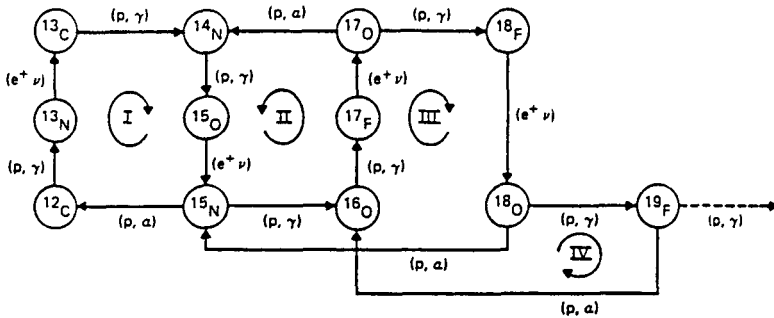 13C (p, γ) 14N (p, a) 17O (p, γ) 18F
(e+ ν) (p, γ) (e+ ν)
13N I 15O II 17F III (e+ ν)
(p, γ) (e+ ν) (p, γ)
12C (p, a) 15N (p, γ) 16O 18O (p, γ) 19F (p, γ)
(p, a) IV
(p, a)